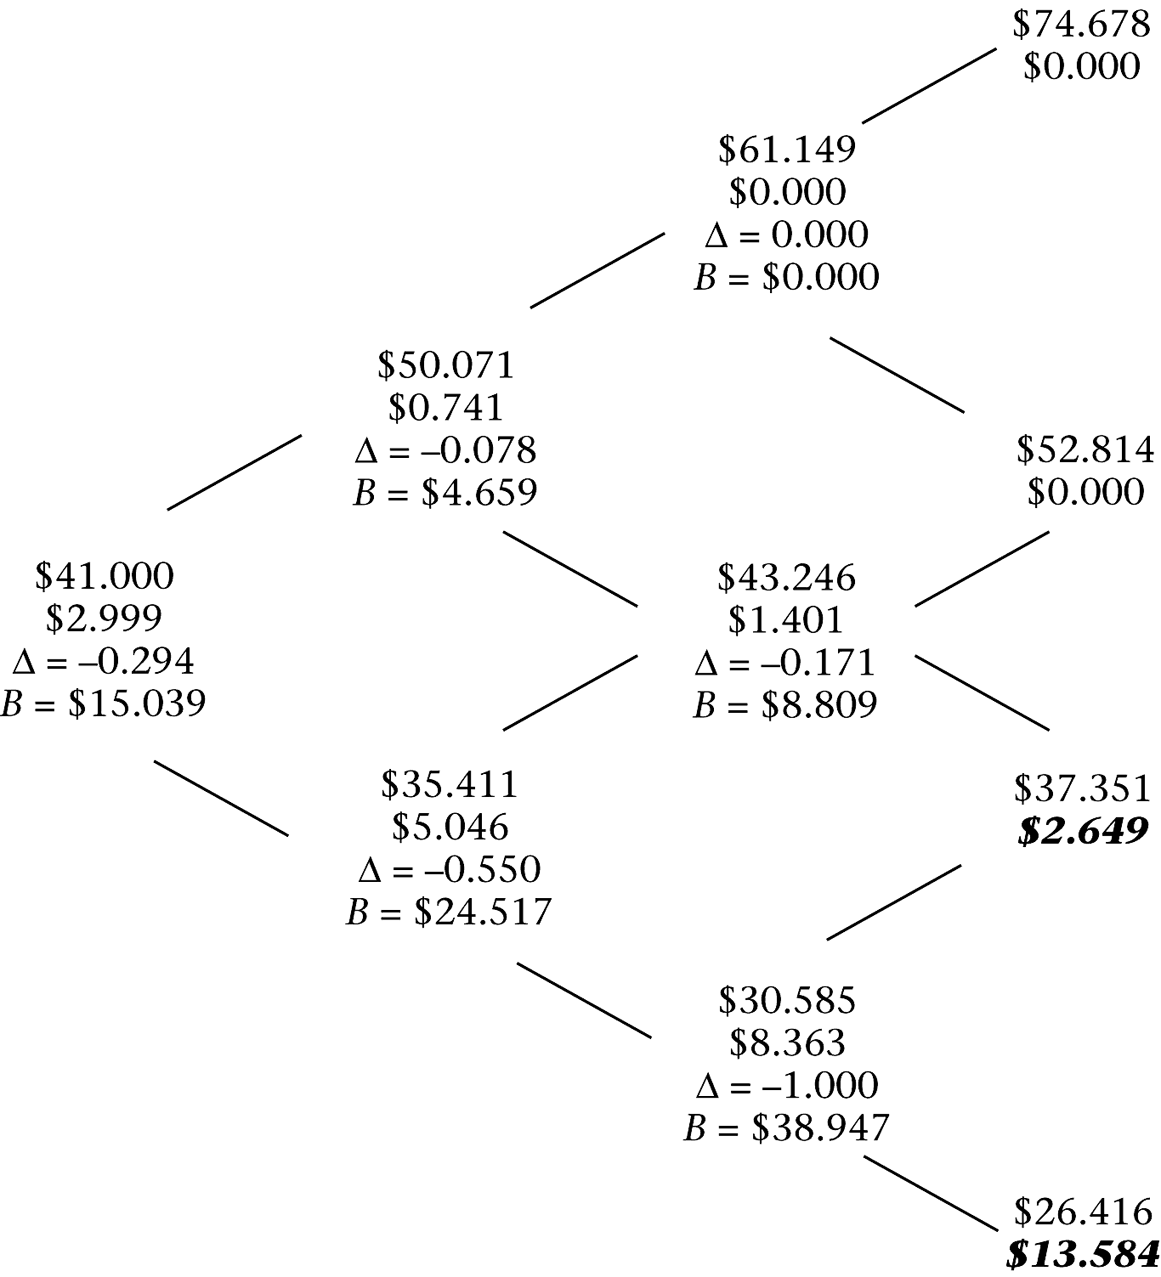 $74.678
$0.000
$61.149
$0.000
Δ = 0.000
B = $0.000
$50.071
$0.741
Δ = –0.078
B = $4.659
$52.814
$0.000
$41.000
$2.999
Δ = –0.294
B = $15.039
$43.246
$1.401
Δ = –0.171
B = $8.809
$35.411
$5.046
Δ = –0.550
B = $24.517
$37.351
$2.649
$30.585
$8.363
Δ = –1.000
B = $38.947
$26.416
$13.584